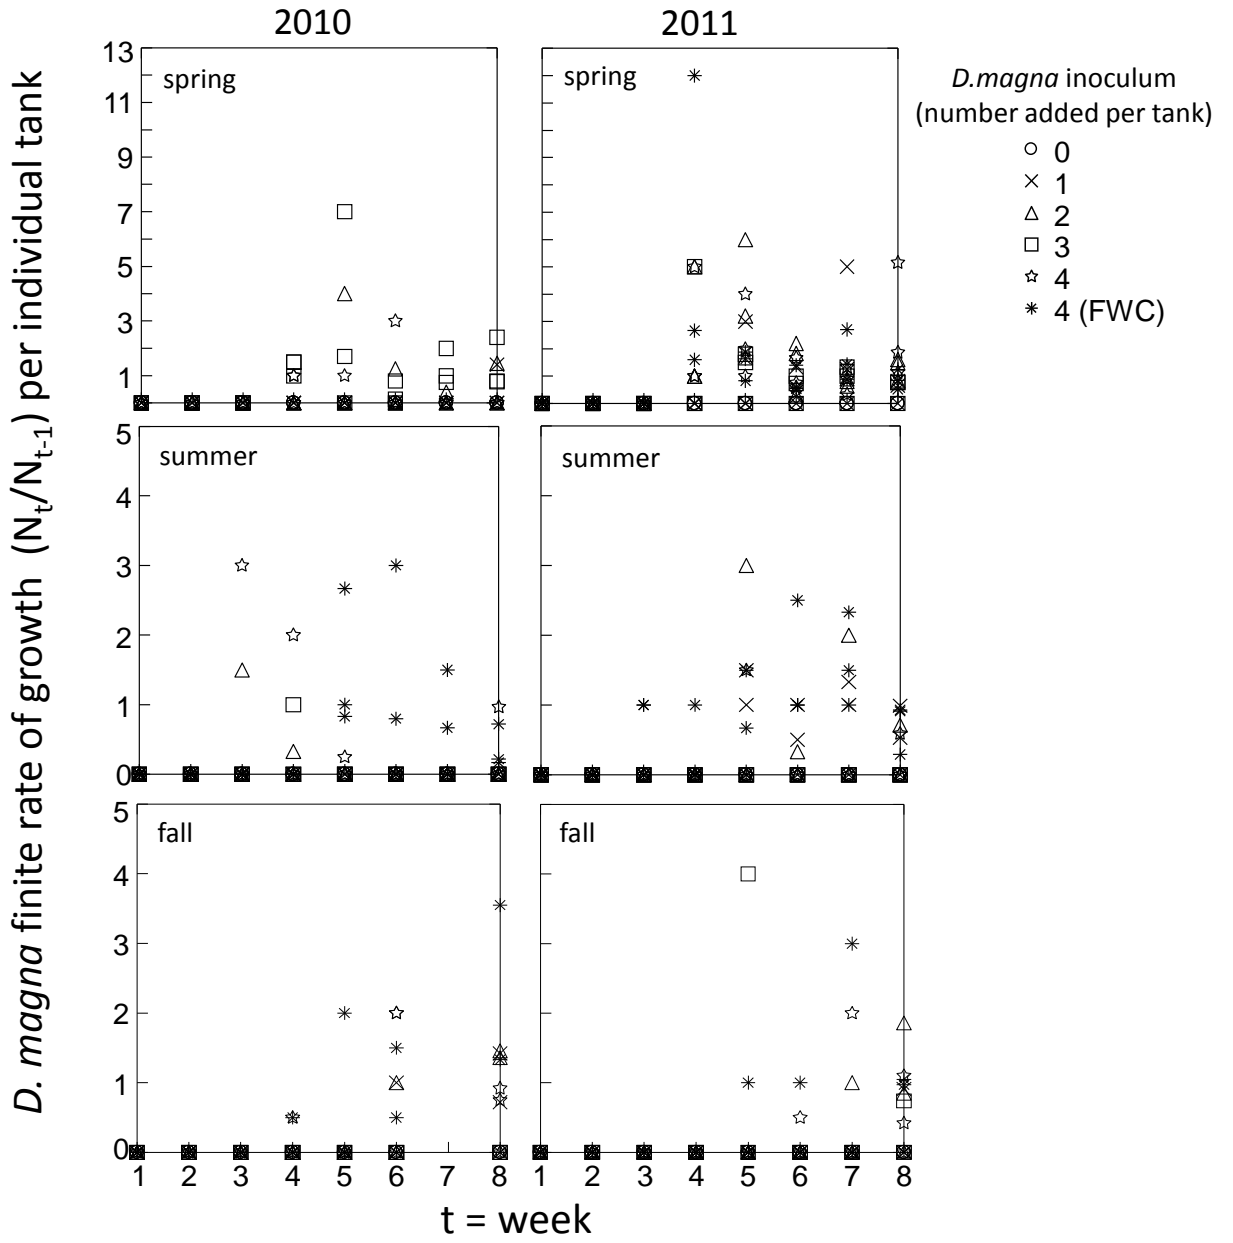 2010
2011
D. magna finite rate of growth (Nt/Nt-1) per individual tank
spring
13
11
9
7
5
3
1
spring
D.magna inoculum
(number added per tank)
0
1
2
3
4
4 (FWC)
summer
5
4
3
2
1
0
summer
fall
5
4
3
2
1
0
fall
1 2 3 4 5 6 7 8
1 2 3 4 5 6 7 8
t = week